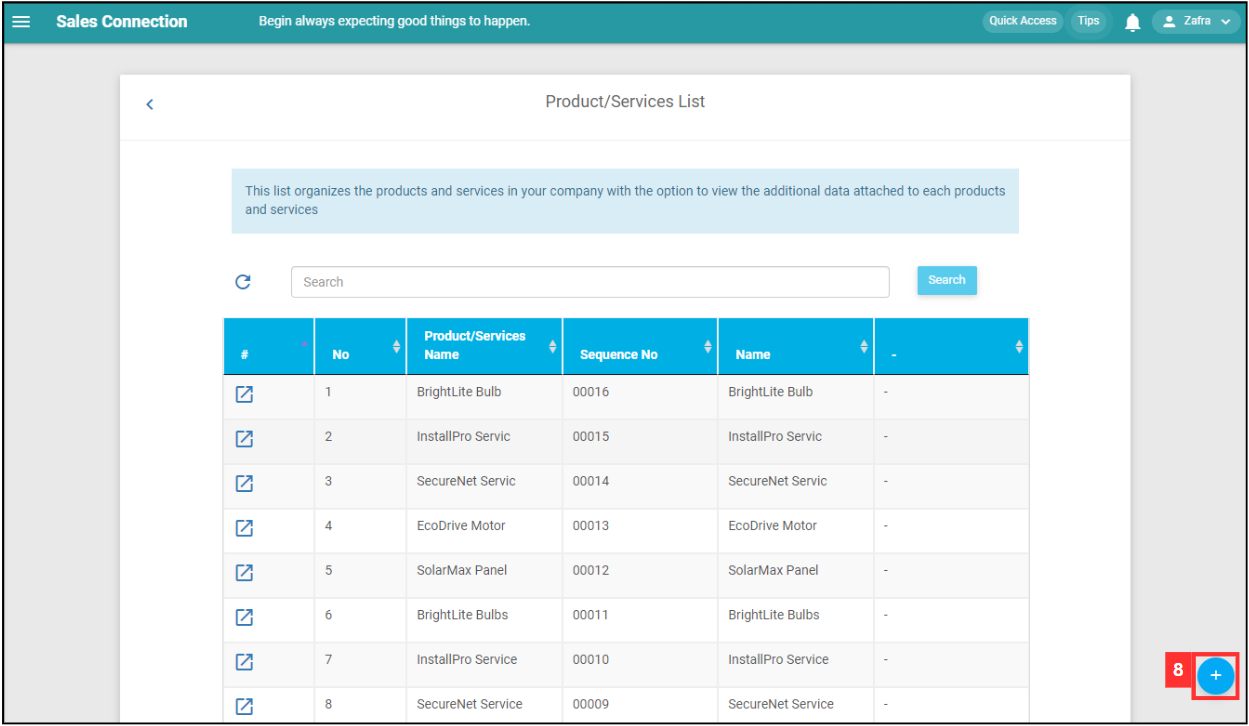 Sales Connection Begin always expecting good things to happen. Quick Access Tips Zafra
Product/Services List
This list organizes the products and services in your company with the option to view the additional data attached to each products
and services
Search Search
# No Product/Services Name Sequence No Name -
1 BrightLite Bulb 00016 BrightLite Bulb -
2 InstallPro Servic 00015 InstallPro Servic -
3 SecureNet Servic 00014 SecureNet Servic -
4 EcoDrive Motor 00013 EcoDrive Motor -
5 SolarMax Panel 00012 SolarMax Panel -
6 BrightLite Bulbs 00011 BrightLite Bulbs -
7 InstallPro Service 00010 InstallPro Service -
8 +
8 SecureNet Service 00009 SecureNet Service -